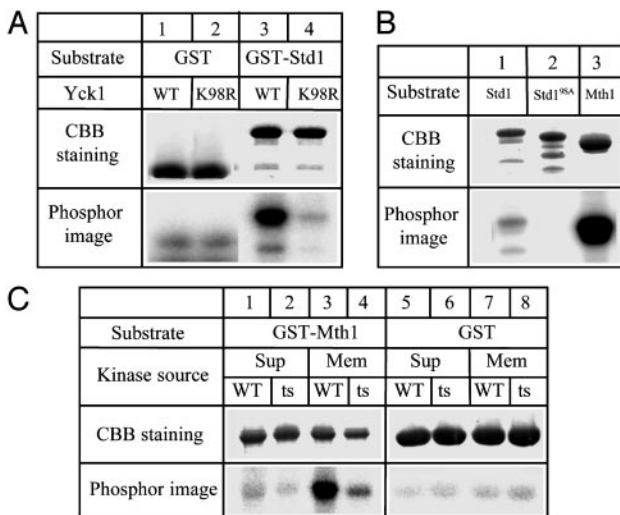 A
1 2 3 4
Substrate GST GST-Std1
Yck1 WT K98R WT K98R
CBB staining
Phosphor image
B
1 2 3
Substrate Std1 Std1^9SA Mth1
CBB staining
Phosphor image
C
1 2 3 4 5 6 7 8
Substrate GST-Mth1 GST
Kinase source Sup Mem Sup Mem
WT ts WT ts WT ts WT ts
CBB staining
Phosphor image